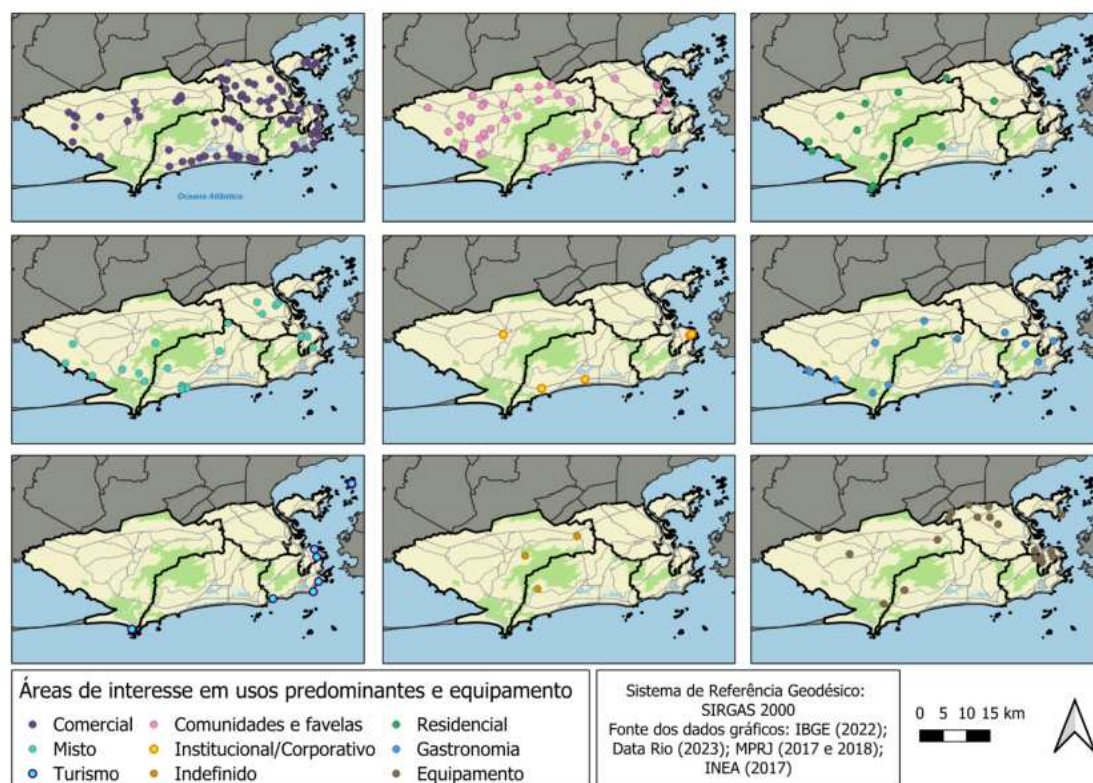 Oceano Atlântico
Áreas de interesse em usos predominantes e equipamento
Comercial
Comunidades e favelas
Residencial
Misto
Institucional/Corporativo
Gastronomia
Turismo
Indefinido
Equipamento
Sistema de Referência Geodésico:
SIRGAS 2000
Fonte dos dados gráficos: IBGE (2022);
Data Rio (2023); MPRJ (2017 e 2018);
INEA (2017)
0 5 10 15 km